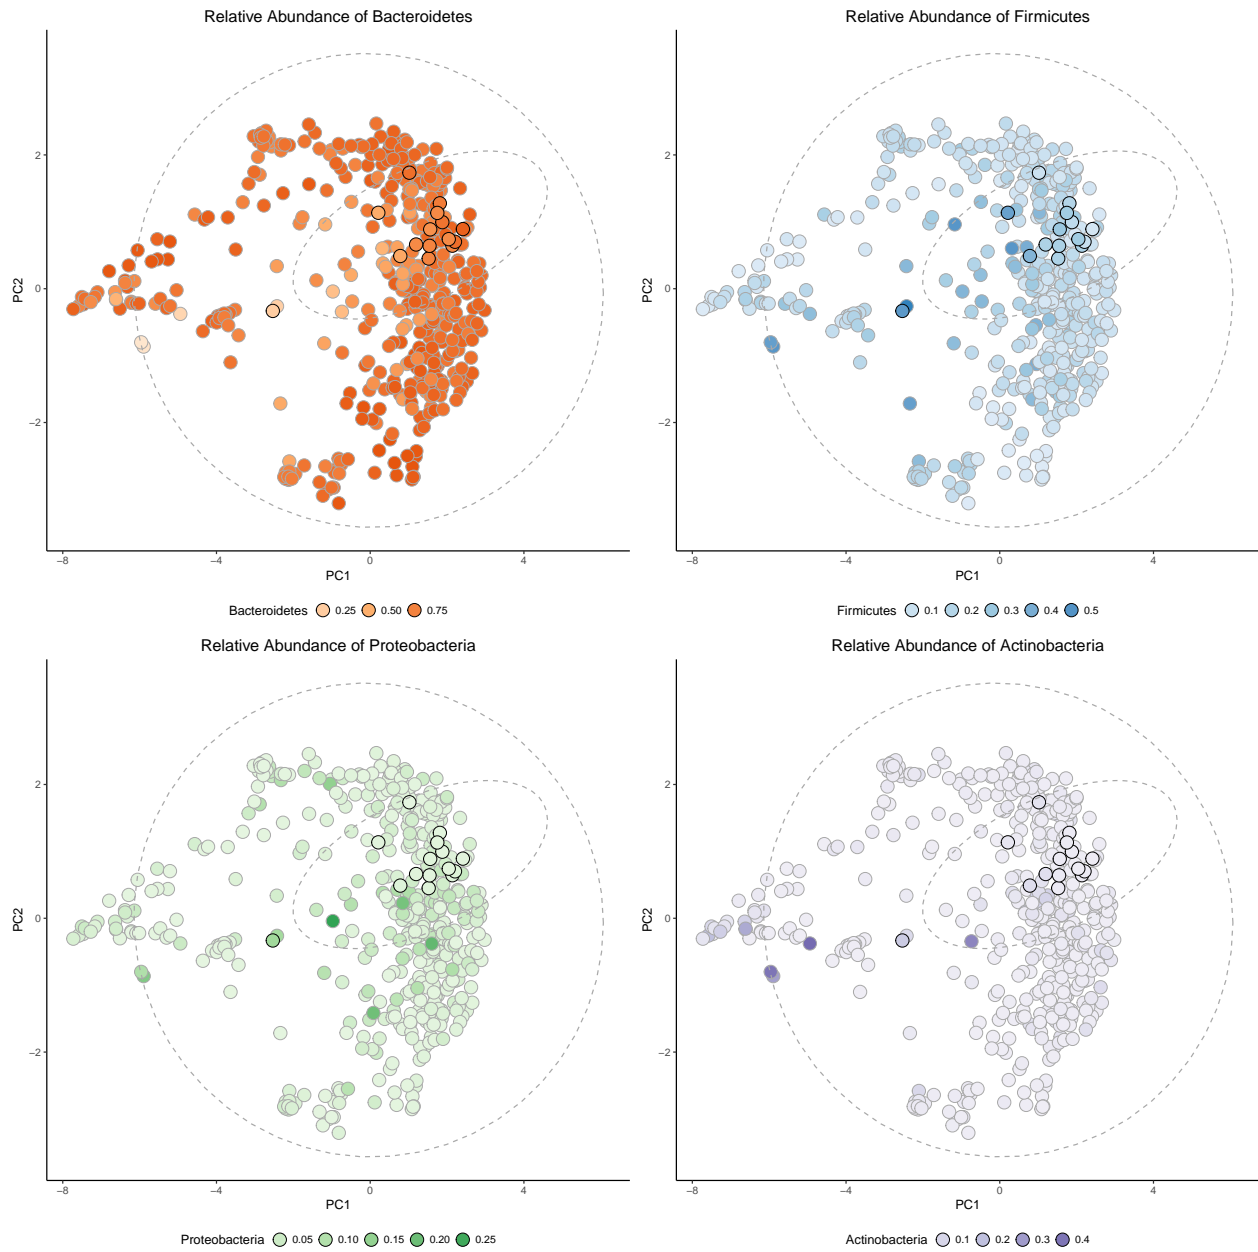 Relative Abundance of Bacteroidetes
PC2
2
0
−2
−8 −4 0 4
PC1
Bacteroidetes 0.25 0.50 0.75
Relative Abundance of Firmicutes
PC2
2
0
−2
−8 −4 0 4
PC1
Firmicutes 0.1 0.2 0.3 0.4 0.5
Relative Abundance of Proteobacteria
PC2
2
0
−2
−8 −4 0 4
PC1
Proteobacteria 0.05 0.10 0.15 0.20 0.25
Relative Abundance of Actinobacteria
PC2
2
0
−2
−8 −4 0 4
PC1
Actinobacteria 0.1 0.2 0.3 0.4